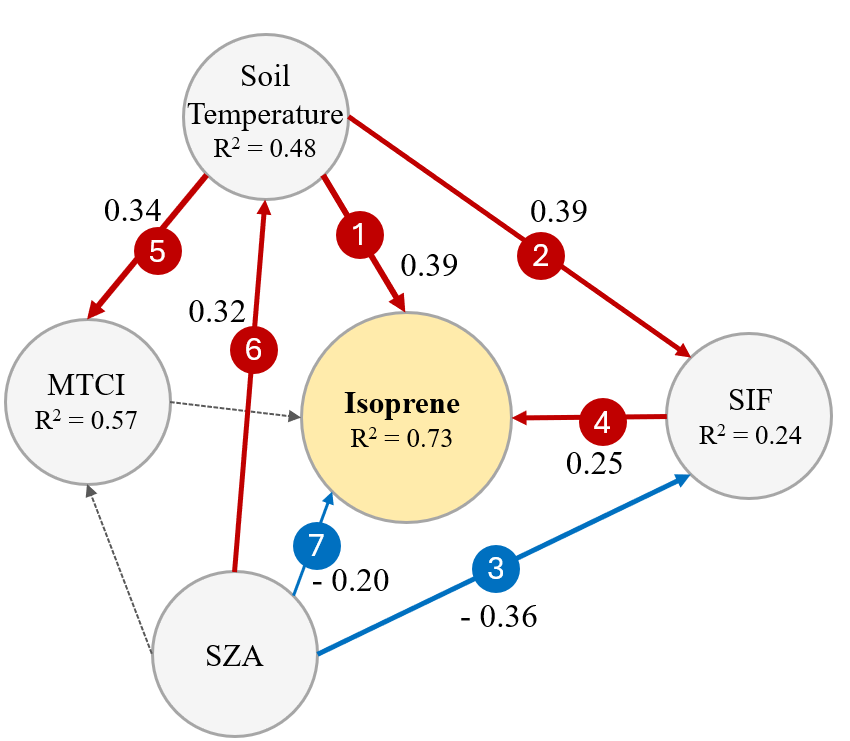 Soil
Temperature
R² = 0.48
0.34
5
1
0.39
0.39
2
0.32
6
MTCI
R² = 0.57
Isoprene
R² = 0.73
4
0.25
SIF
R² = 0.24
7
- 0.20
3
- 0.36
SZA